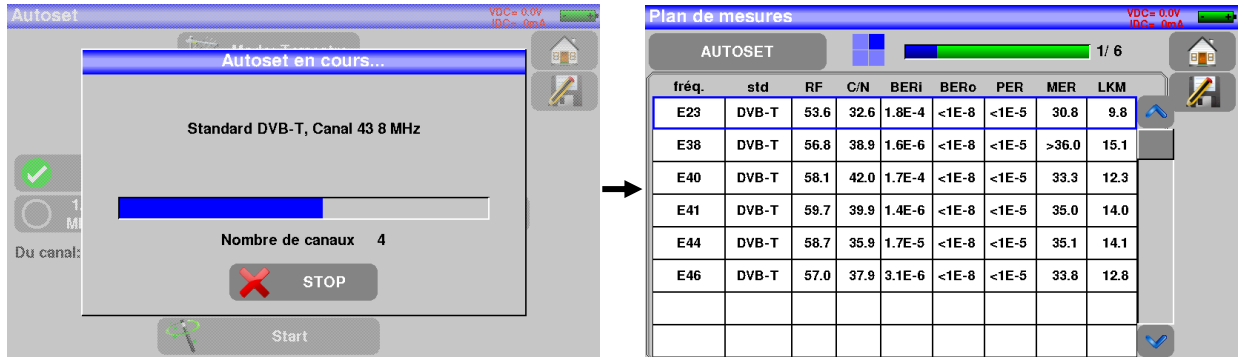 Autoset
VDC= 0.0V
IDC= 0mA
Mode: Terrestre
Autoset en cours...
Standard DVB-T, Canal 43 8 MHz
1.
MH
Du canal:
Nombre de canaux 4
STOP
Start
Plan de mesures
VDC= 0.0V
IDC= 0mA
AUTOSET
1/ 6
fréq. std RF C/N BERi BERo PER MER LKM
E23 DVB-T 53.6 32.6 1.8E-4 <1E-8 <1E-5 30.8 9.8
E38 DVB-T 56.8 38.9 1.6E-6 <1E-8 <1E-5 >36.0 15.1
E40 DVB-T 58.1 42.0 1.7E-4 <1E-8 <1E-5 33.3 12.3
E41 DVB-T 59.7 39.9 1.4E-6 <1E-8 <1E-5 35.0 14.0
E44 DVB-T 58.7 35.9 1.7E-5 <1E-8 <1E-5 35.1 14.1
E46 DVB-T 57.0 37.9 3.1E-6 <1E-8 <1E-5 33.8 12.8